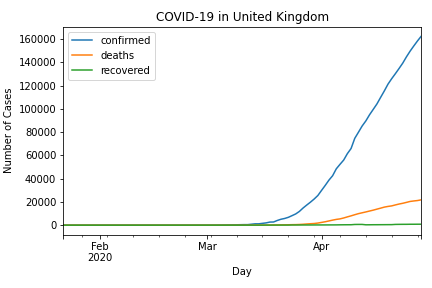 COVID-19 in United Kingdom
confirmed
deaths
recovered
160000
140000
120000
100000
80000
60000
40000
20000
0
Number of Cases
Feb
2020
Mar
Apr
Day